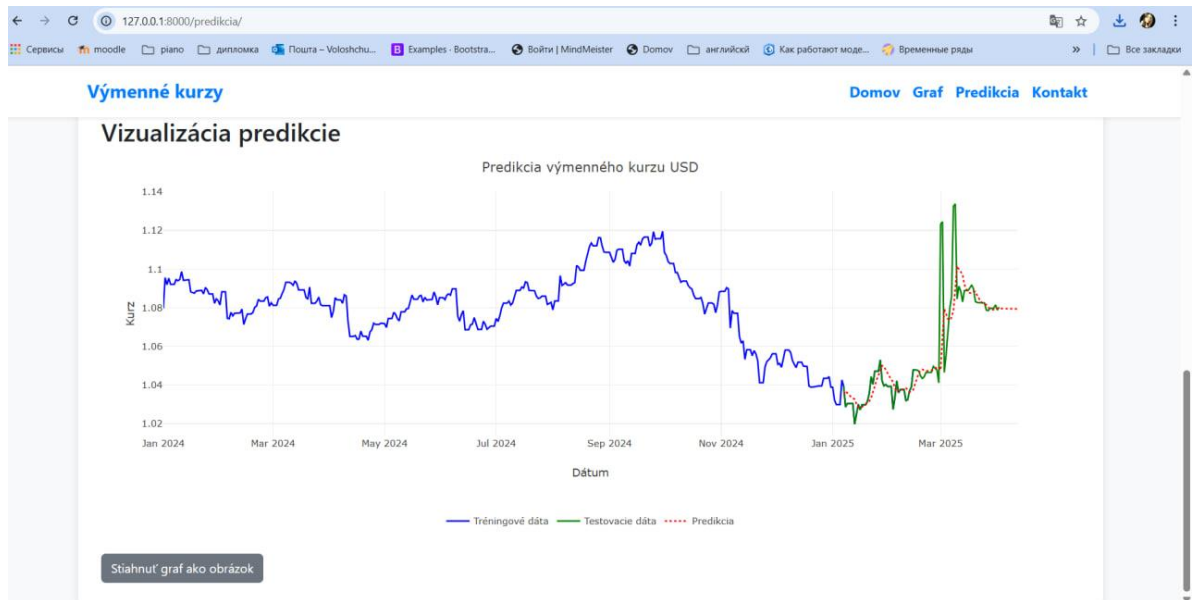 127.0.0.1:8000/predikcia/
Сервисы moodle piano дипломка Пошта – Voloshchu... B Examples · Bootstra... Войти | MindMeister Domov английскй Как работают моде... Временные ряды » Все закладки
Výmenné kurzy Domov Graf Predikcia Kontakt
Vizualizácia predikcie
Predikcia výmenného kurzu USD
1.14
1.12
1.1
1.08
1.06
1.04
1.02
Kurz
Jan 2024 Mar 2024 May 2024 Jul 2024 Sep 2024 Nov 2024 Jan 2025 Mar 2025
Dátum
Tréningové dáta Testovacie dáta Predikcia
Stiahnuť graf ako obrázok